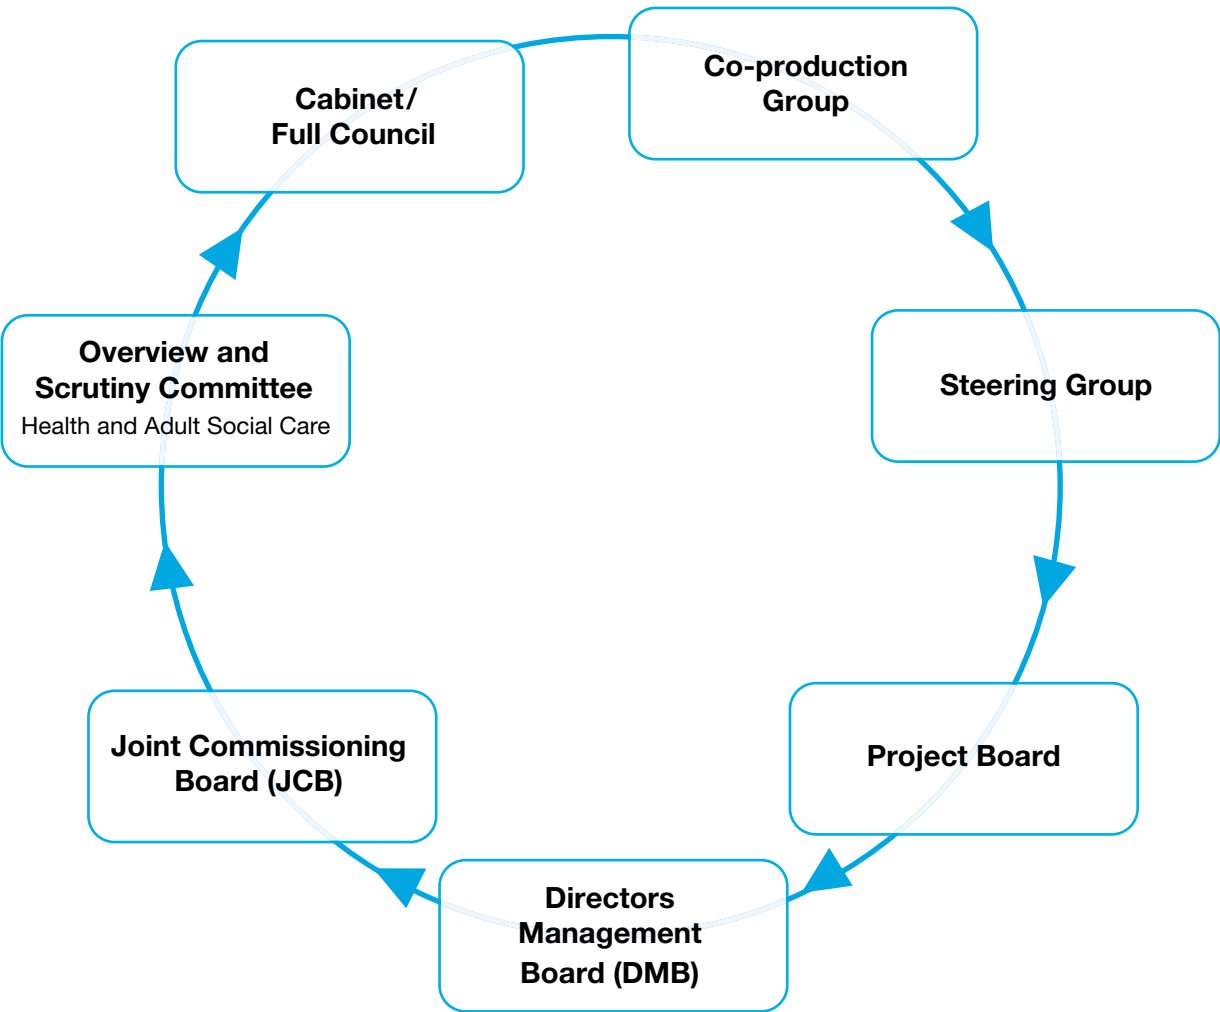 Co-production
Group
Cabinet/
Full Council
Overview and
Scrutiny Committee
Health and Adult Social Care
Steering Group
Joint Commissioning
Board (JCB)
Project Board
Directors
Management
Board (DMB)